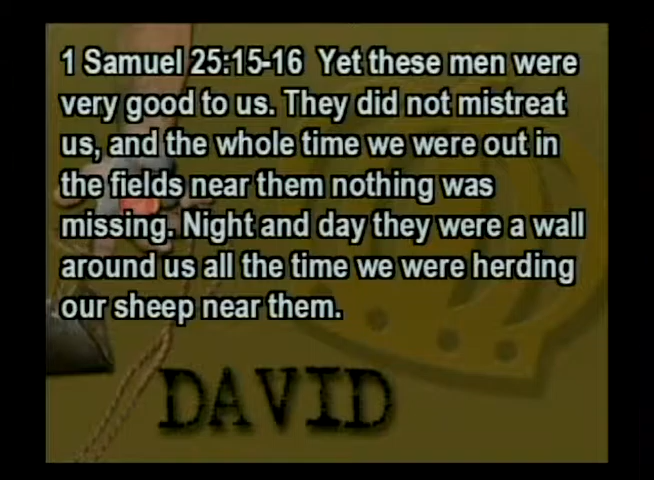 1 Samuel 25:15-16 Yet these men were
very good to us. They did not mistreat
us, and the whole time we were out in
the fields near them nothing was
missing. Night and day they were a wall
around us all the time we were herding
our sheep near them.
DAVID